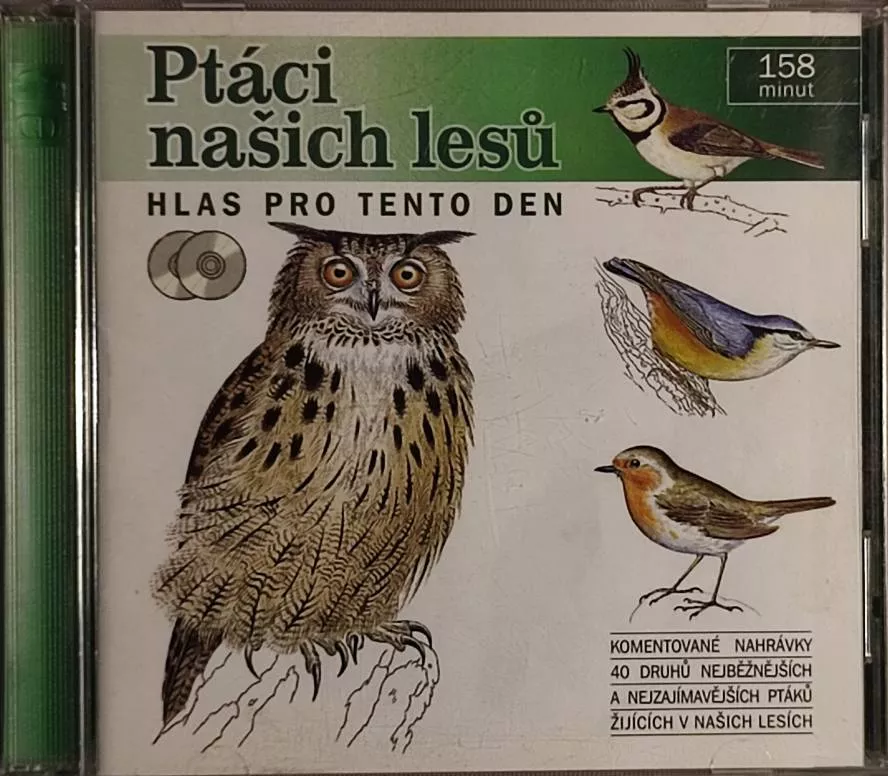 Ptáci
našich lesů
158
minut
HLAS PRO TENTO DEN
KOMENTOVANÉ NAHRÁVKY
40 DRUHŮ NEJBĚŽNĚJŠÍCH
A NEJZAJÍMAVĚJŠÍCH PTÁKŮ
ŽIJÍCÍCH V NAŠICH LESÍCH